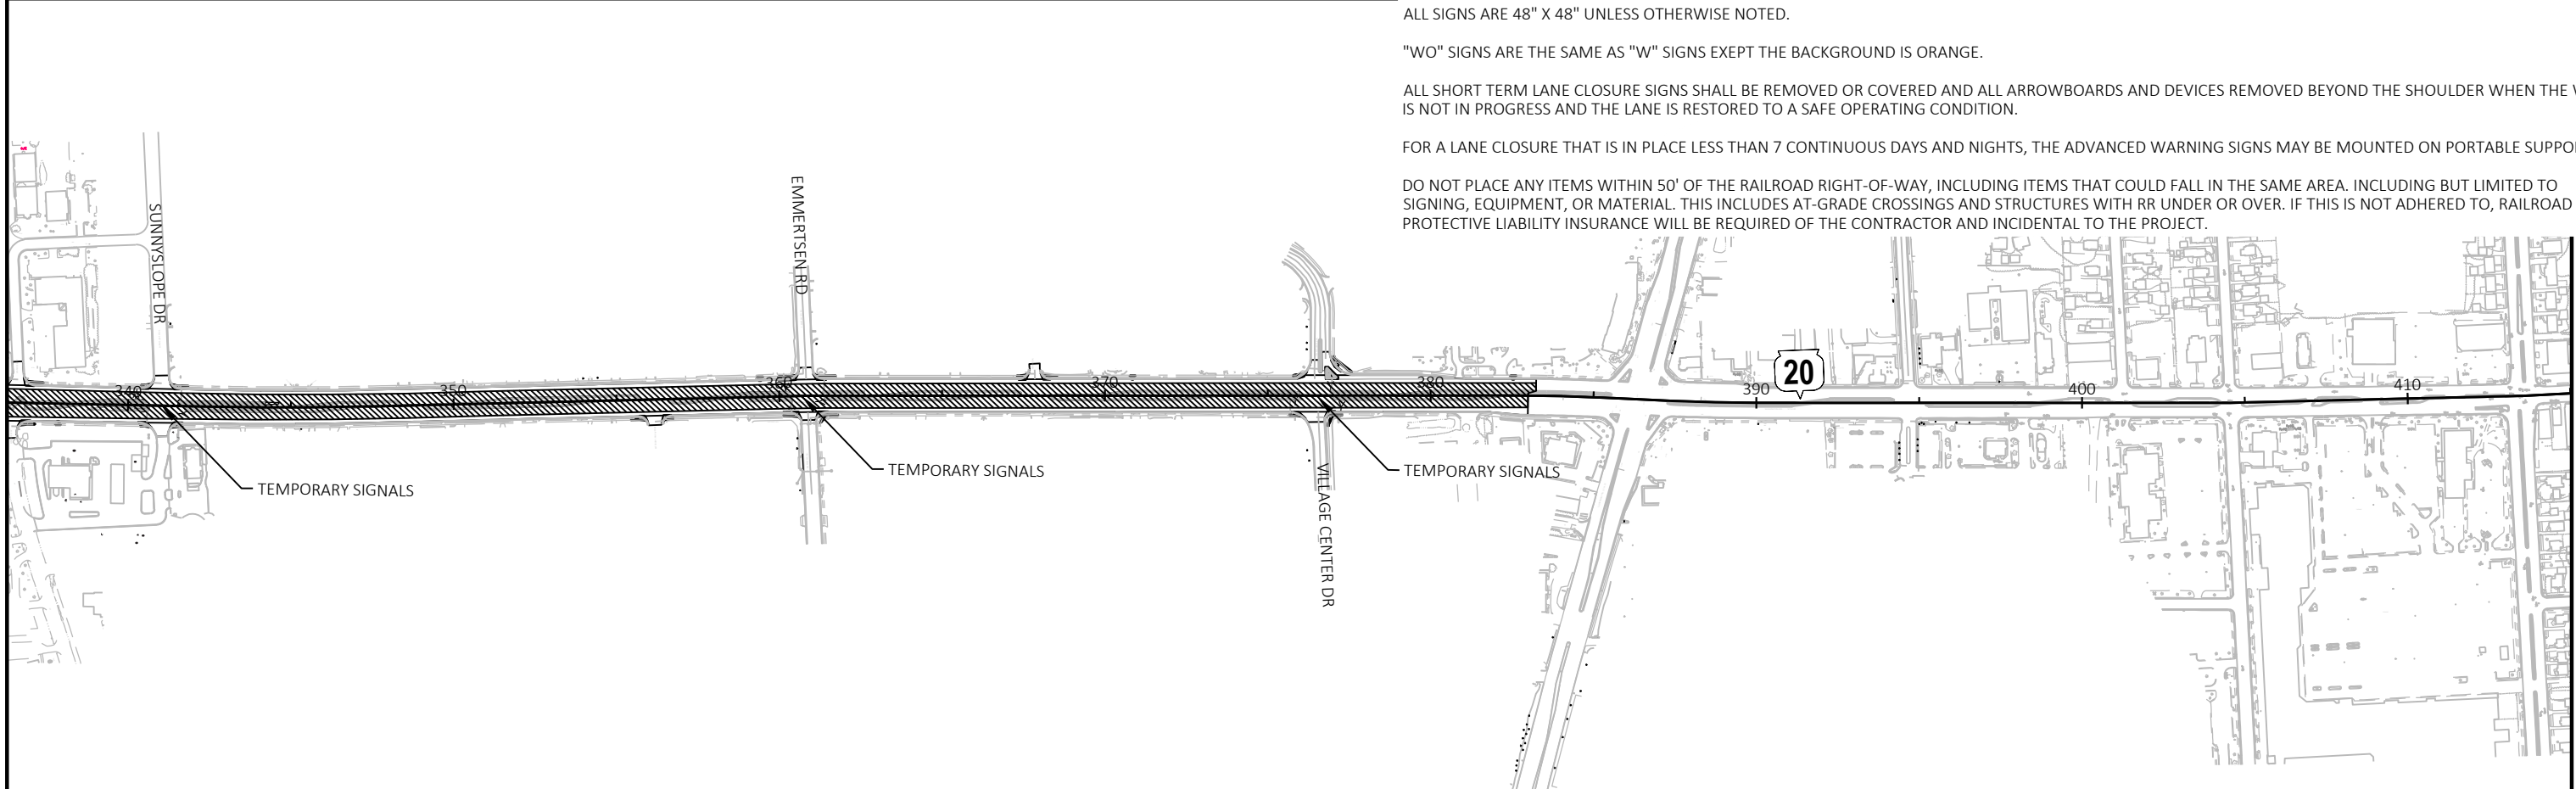 ALL SIGNS ARE 48" X 48" UNLESS OTHERWISE NOTED.
"WO" SIGNS ARE THE SAME AS "W" SIGNS EXEPT THE BACKGROUND IS ORANGE.
ALL SHORT TERM LANE CLOSURE SIGNS SHALL BE REMOVED OR COVERED AND ALL ARROWBOARDS AND DEVICES REMOVED BEYOND THE SHOULDER WHEN THE
IS NOT IN PROGRESS AND THE LANE IS RESTORED TO A SAFE OPERATING CONDITION.
FOR A LANE CLOSURE THAT IS IN PLACE LESS THAN 7 CONTINUOUS DAYS AND NIGHTS, THE ADVANCED WARNING SIGNS MAY BE MOUNTED ON PORTABLE SUPPO
DO NOT PLACE ANY ITEMS WITHIN 50' OF THE RAILROAD RIGHT-OF-WAY, INCLUDING ITEMS THAT COULD FALL IN THE SAME AREA. INCLUDING BUT LIMITED TO
SIGNING, EQUIPMENT, OR MATERIAL. THIS INCLUDES AT-GRADE CROSSINGS AND STRUCTURES WITH RR UNDER OR OVER. IF THIS IS NOT ADHERED TO, RAILROAD
PROTECTIVE LIABILITY INSURANCE WILL BE REQUIRED OF THE CONTRACTOR AND INCIDENTAL TO THE PROJECT.
SUNNYSLOPE DR
EMMERTSEN RD
VILLAGE CENTER DR
340
350
360
370
380
390
20
400
410
TEMPORARY SIGNALS
TEMPORARY SIGNALS
TEMPORARY SIGNALS